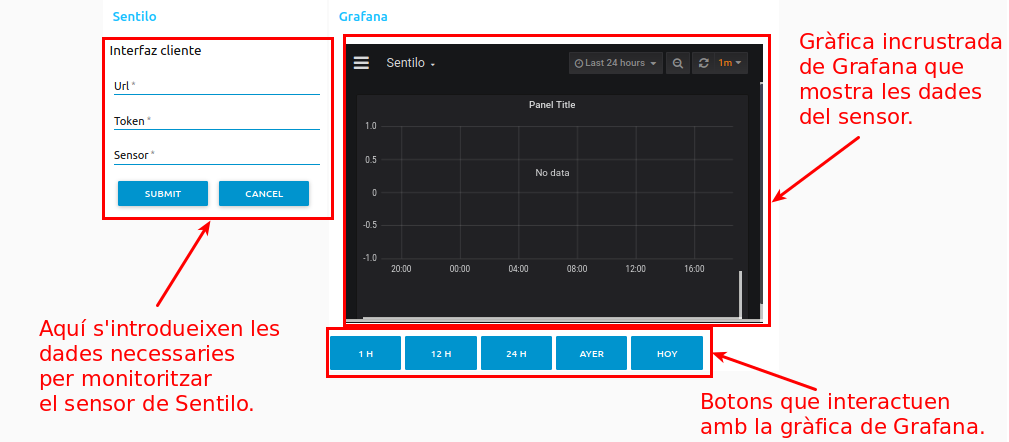 Sentilo
Interfaz cliente
Url *
Token *
Sensor *
SUBMIT CANCEL
Aquí s'introdueixen les
dades necessaries
per monitoritzar
el sensor de Sentilo.
Grafana
Sentilo
Last 24 hours
1m
Panel Title
1.0
0.5
0
-0.5
-1.0
No data
20:00 00:00 04:00 08:00 12:00 16:00
1 H 12 H 24 H AYER HOY
Gràfica incrustrada
de Grafana que
mostra les dades
del sensor.
Botons que interactuen
amb la gràfica de Grafana.